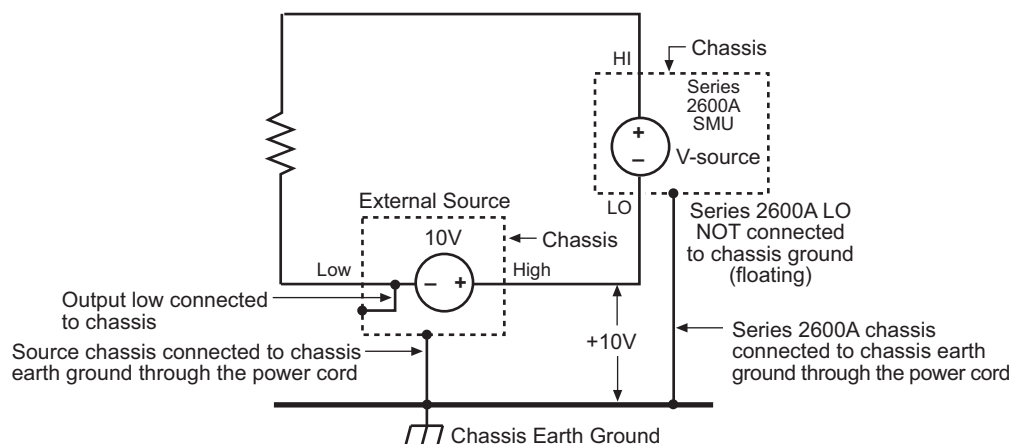 HI
Chassis
Series
2600A
SMU
+
−
V-source
LO
Series 2600A LO
NOT connected
to chassis ground
(floating)
External Source
10V
Chassis
Low
−
+
High
Output low connected
to chassis
Source chassis connected to chassis
earth ground through the power cord
+10V
Series 2600A chassis
connected to chassis earth
ground through the power cord
Chassis Earth Ground